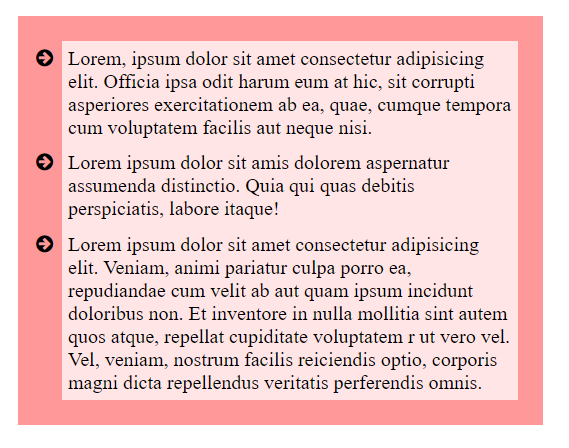 Lorem, ipsum dolor sit amet consectetur adipisicing
elit. Officia ipsa odit harum eum at hic, sit corrupti
asperiores exercitationem ab ea, quae, cumque tempora
cum voluptatem facilis aut neque nisi.
Lorem ipsum dolor sit amis dolorem aspernatur
assumenda distinctio. Quia qui quas debitis
perspiciatis, labore itaque!
Lorem ipsum dolor sit amet consectetur adipisicing
elit. Veniam, animi pariatur culpa porro ea,
repudiandae cum velit ab aut quam ipsum incidunt
doloribus non. Et inventore in nulla mollitia sint autem
quos atque, repellat cupiditate voluptatem r ut vero vel.
Vel, veniam, nostrum facilis reiciendis optio, corporis
magni dicta repellendus veritatis perferendis omnis.